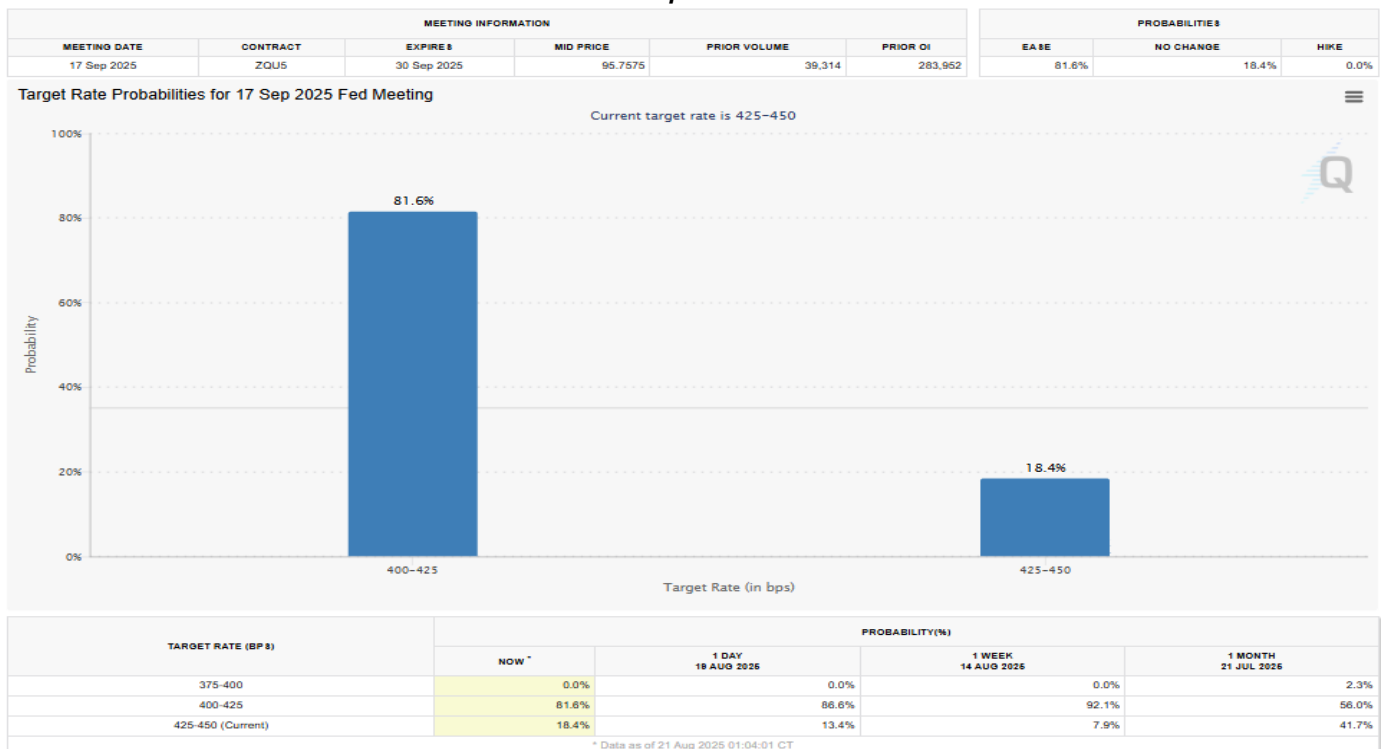 MEETING INFORMATION
MEETING DATE CONTRACT EXPIRES MID PRICE PRIOR VOLUME PRIOR OI
17 Sep 2025 ZQU5 30 Sep 2025 95.7575 39,314 283,952
PROBABILITIES
EASE NO CHANGE HIKE
81.6% 18.4% 0.0%
Target Rate Probabilities for 17 Sep 2025 Fed Meeting
Current target rate is 425–450
100%
80%
60%
40%
20%
0%
Probability
81.6%
18.4%
Q
400–425
425–450
Target Rate (in bps)
TARGET RATE (BPS) PROBABILITY(%)
NOW * 1 DAY 1 WEEK 1 MONTH
19 AUG 2025 14 AUG 2025 21 JUL 2025
375-400 0.0% 0.0% 0.0% 2.3%
400-425 81.6% 86.6% 92.1% 56.0%
425-450 (Current) 18.4% 13.4% 7.9% 41.7%
* Data as of 21 Aug 2025 01:04:01 CT